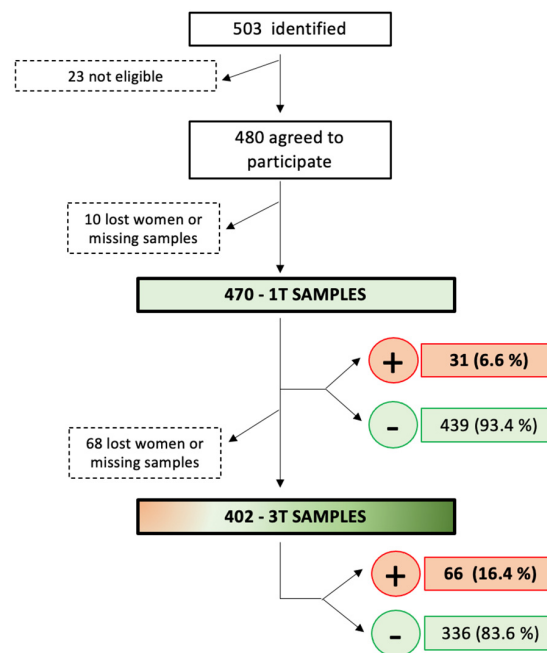 503 identified
23 not eligible
480 agreed to
participate
10 lost women or
missing samples
470 - 1T SAMPLES
+
31 (6.6 %)
-
439 (93.4 %)
68 lost women or
missing samples
402 - 3T SAMPLES
+
66 (16.4 %)
-
336 (83.6 %)